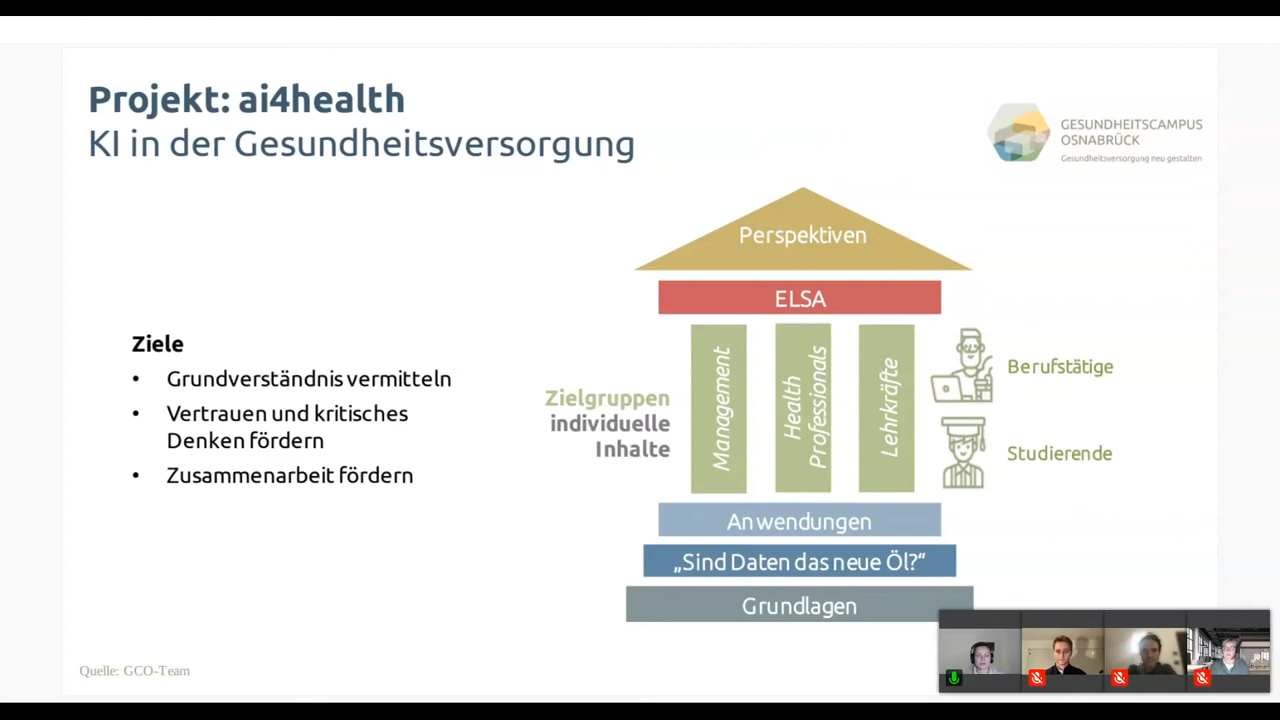 Projekt: ai4health
KI in der Gesundheitsversorgung
GESUNDHEITSCAMPUS
OSNABRÜCK
Gesundheitsversorgung neu gestalten
Perspektiven
ELSA
Ziele
• Grundverständnis vermitteln
• Vertrauen und kritisches
Denken fördern
• Zusammenarbeit fördern
Zielgruppen
individuelle
Inhalte
Management
Health
Professionals
Lehrkräfte
Berufstätige
Studierende
Anwendungen
„Sind Daten das neue Öl?“
Grundlagen
Quelle: GCO-Team